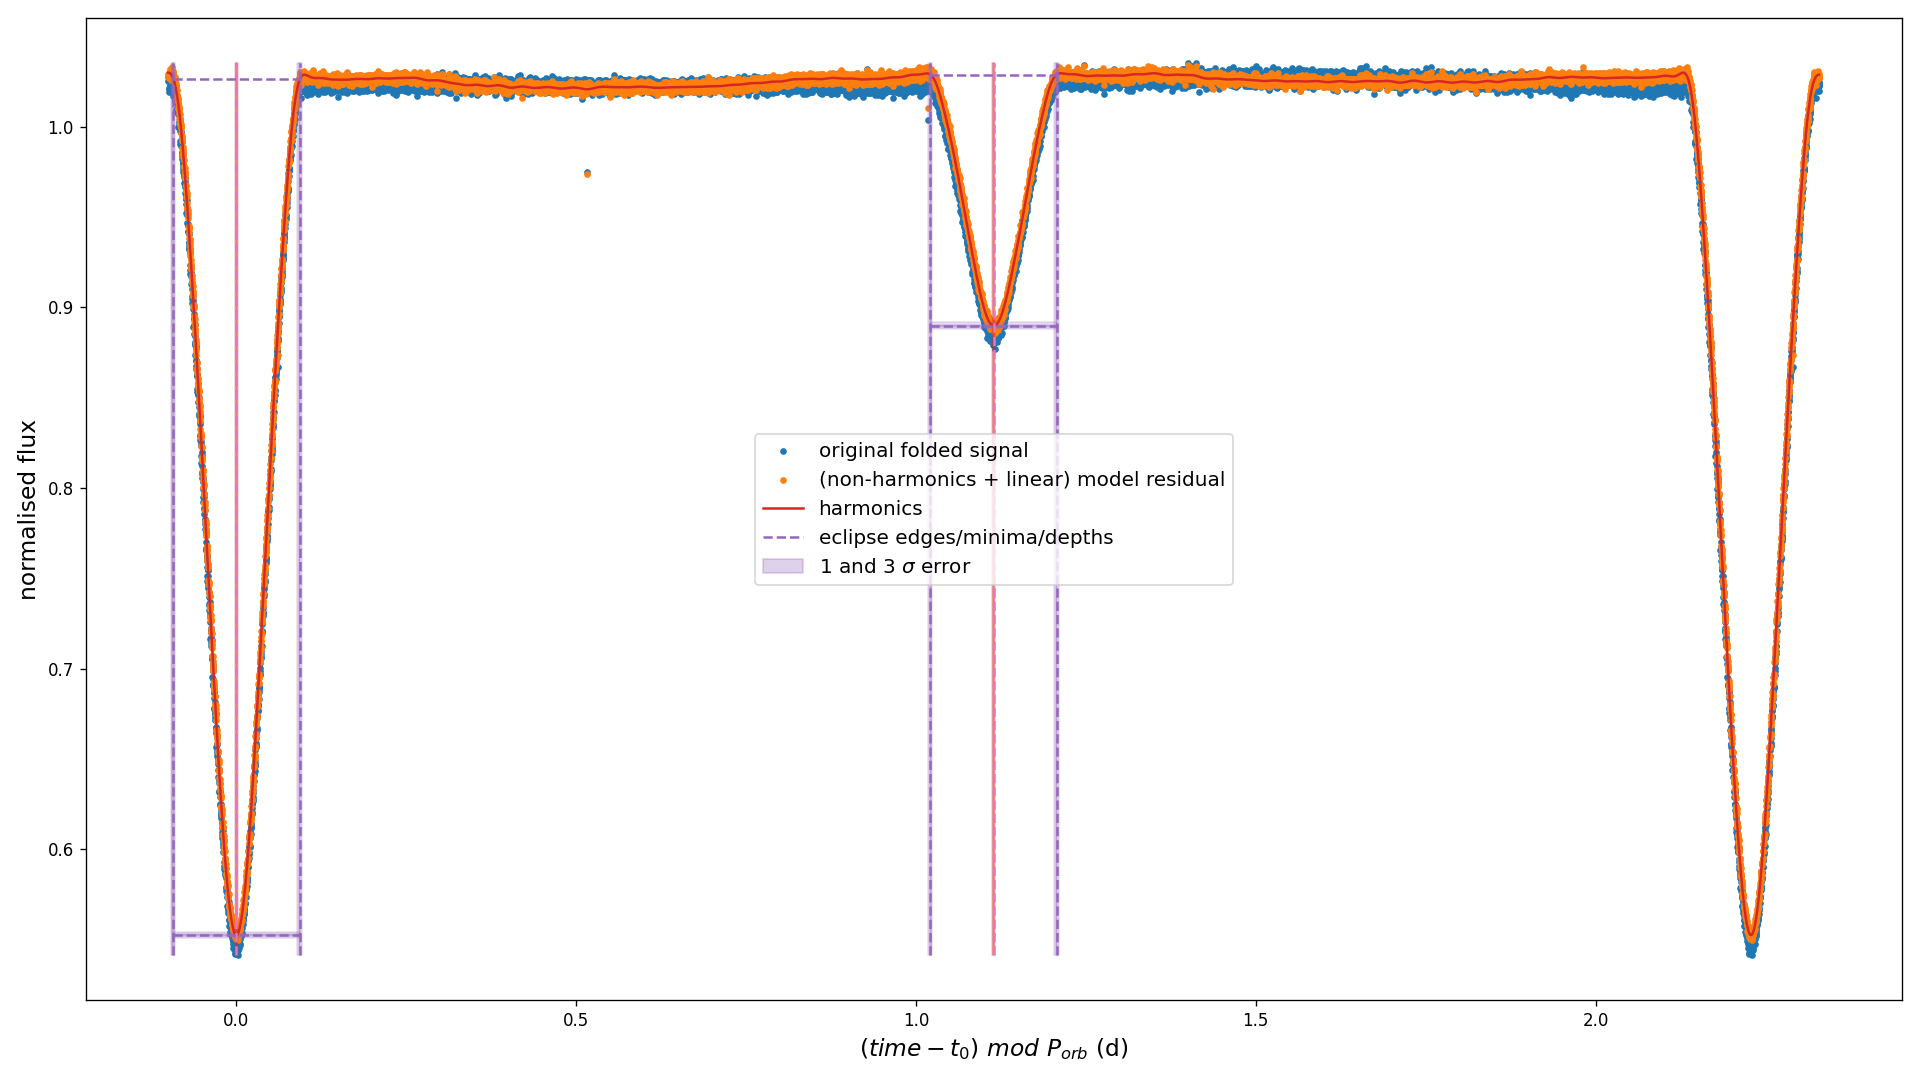 normalised flux
1.0
0.9
0.8
0.7
0.6
original folded signal
(non-harmonics + linear) model residual
harmonics
eclipse edges/minima/depths
1 and 3 σ error
0.0 0.5 1.0 1.5 2.0
(time − t₀) mod P_orb (d)